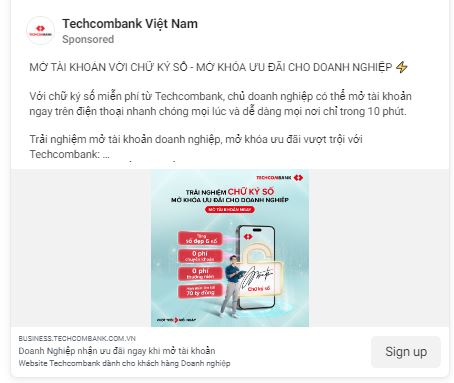 Techcombank Việt Nam
Sponsored
MỞ TÀI KHOẢN VỚI CHỮ KÝ SỐ - MỞ KHÓA ƯU ĐÃI CHO DOANH NGHIỆP ⚡
Với chữ ký số miễn phí từ Techcombank, chủ doanh nghiệp có thể mở tài khoản
ngay trên điện thoại nhanh chóng mọi lúc và dễ dàng mọi nơi chỉ trong 10 phút.
Trải nghiệm mở tài khoản doanh nghiệp, mở khóa ưu đãi vượt trội với
Techcombank: ...
TECHCOMBANK
TRẢI NGHIỆM CHỮ KÝ SỐ
MỞ KHÓA ƯU ĐÃI CHO DOANH NGHIỆP
MỞ TÀI KHOẢN NGAY
Tặng
số đẹp 6 số
0 phí
chuyển khoản
0 phí
thường niên
70 tỷ đồng
Chữ ký số
BUSINESS.TECHCOMBANK.COM.VN
Doanh Nghiệp nhận ưu đãi ngay khi mở tài khoản
Website Techcombank dành cho khách hàng Doanh nghiệp
Sign up